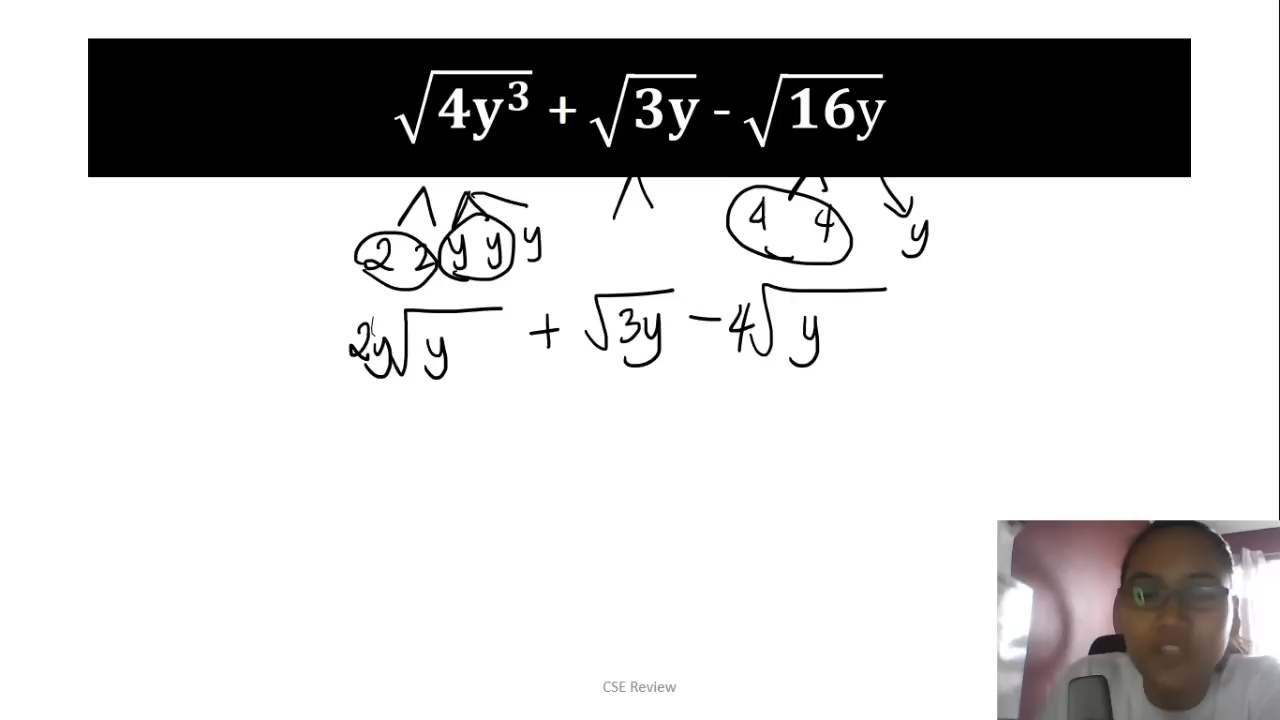 √4y³ + √3y - √16y
2 2 y y y 4 4 y
2y√y + √3y - 4√y
CSE Review